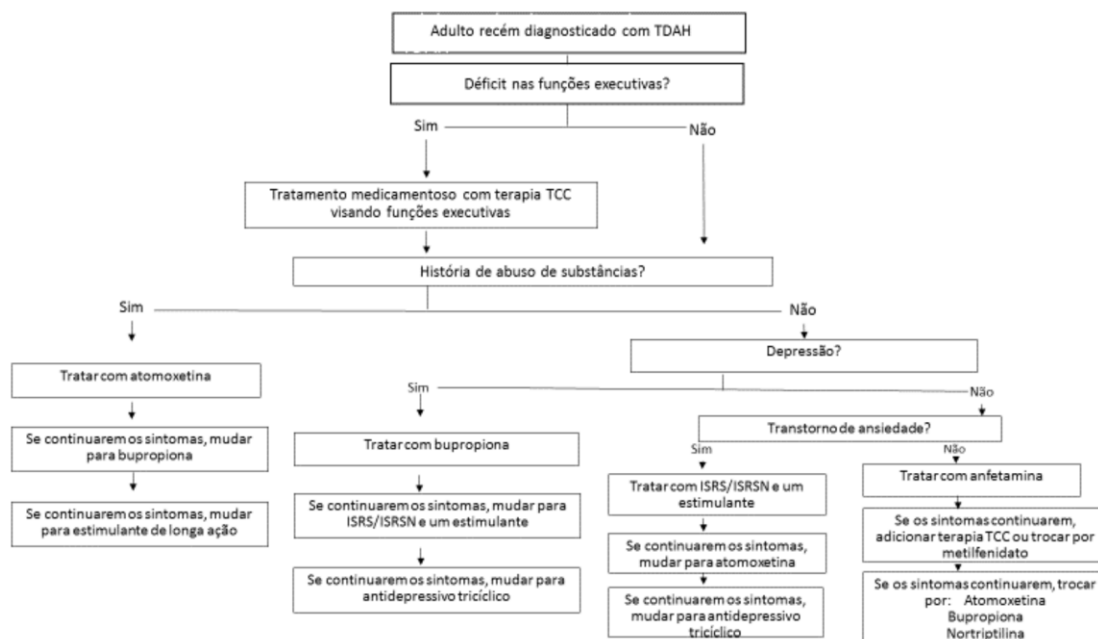 Adulto recém diagnosticado com TDAH
Déficit nas funções executivas?
Sim
Não
Tratamento medicamentoso com terapia TCC
visando funções executivas
História de abuso de substâncias?
Sim
Não
Depressão?
Tratar com atomoxetina
Sim
Não
Se continuarem os sintomas, mudar
para bupropiona
Tratar com bupropiona
Transtorno de ansiedade?
Sim
Não
Tratar com ISRS/ISRSN e um
estimulante
Tratar com anfetamina
Se continuarem os sintomas, mudar
para estimulante de longa ação
Se continuarem os sintomas, mudar para
ISRS/ISRSN e um estimulante
Se continuarem os sintomas,
mudar para atomoxetina
Se os sintomas continuarem,
adicionar terapia TCC ou trocar por
metilfenidato
Se continuarem os sintomas, mudar para
antidepressivo tricíclico
Se continuarem os sintomas,
mudar para antidepressivo
tricíclico
Se os sintomas continuarem, trocar
por: Atomoxetina
Bupropiona
Nortriptilina